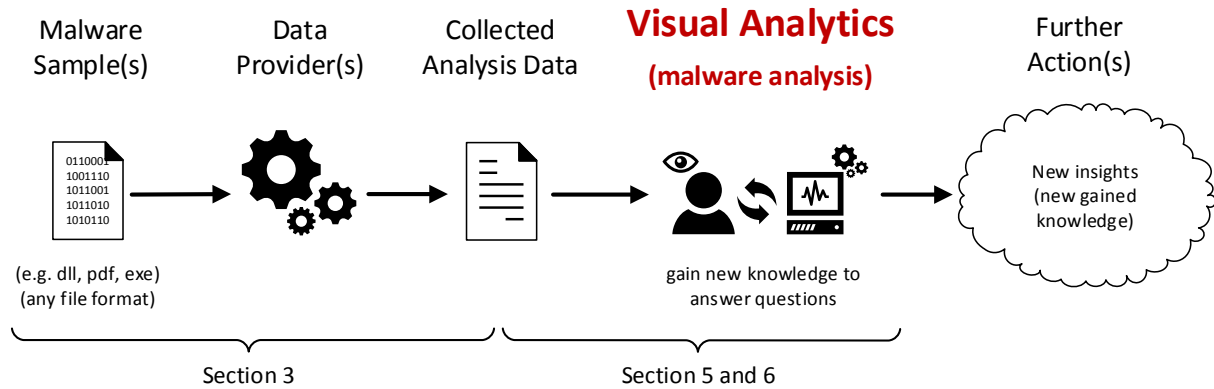 Malware
Sample(s)
Data
Provider(s)
Collected
Analysis Data
Visual Analytics
(malware analysis)
Further
Action(s)
0110001
1001110
1011001
1011010
1010110
New insights
(new gained
knowledge)
(e.g. dll, pdf, exe)
(any file format)
gain new knowledge to
answer questions
Section 3
Section 5 and 6